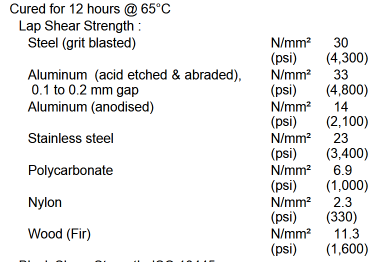 Cured for 12 hours @ 65°C
Lap Shear Strength :
Steel (grit blasted) N/mm² 30
(psi) (4,300)
Aluminum (acid etched & abraded), N/mm² 33
0.1 to 0.2 mm gap (psi) (4,800)
Aluminum (anodised) N/mm² 14
(psi) (2,100)
Stainless steel N/mm² 23
(psi) (3,400)
Polycarbonate N/mm² 6.9
(psi) (1,000)
Nylon N/mm² 2.3
(psi) (330)
Wood (Fir) N/mm² 11.3
(psi) (1,600)